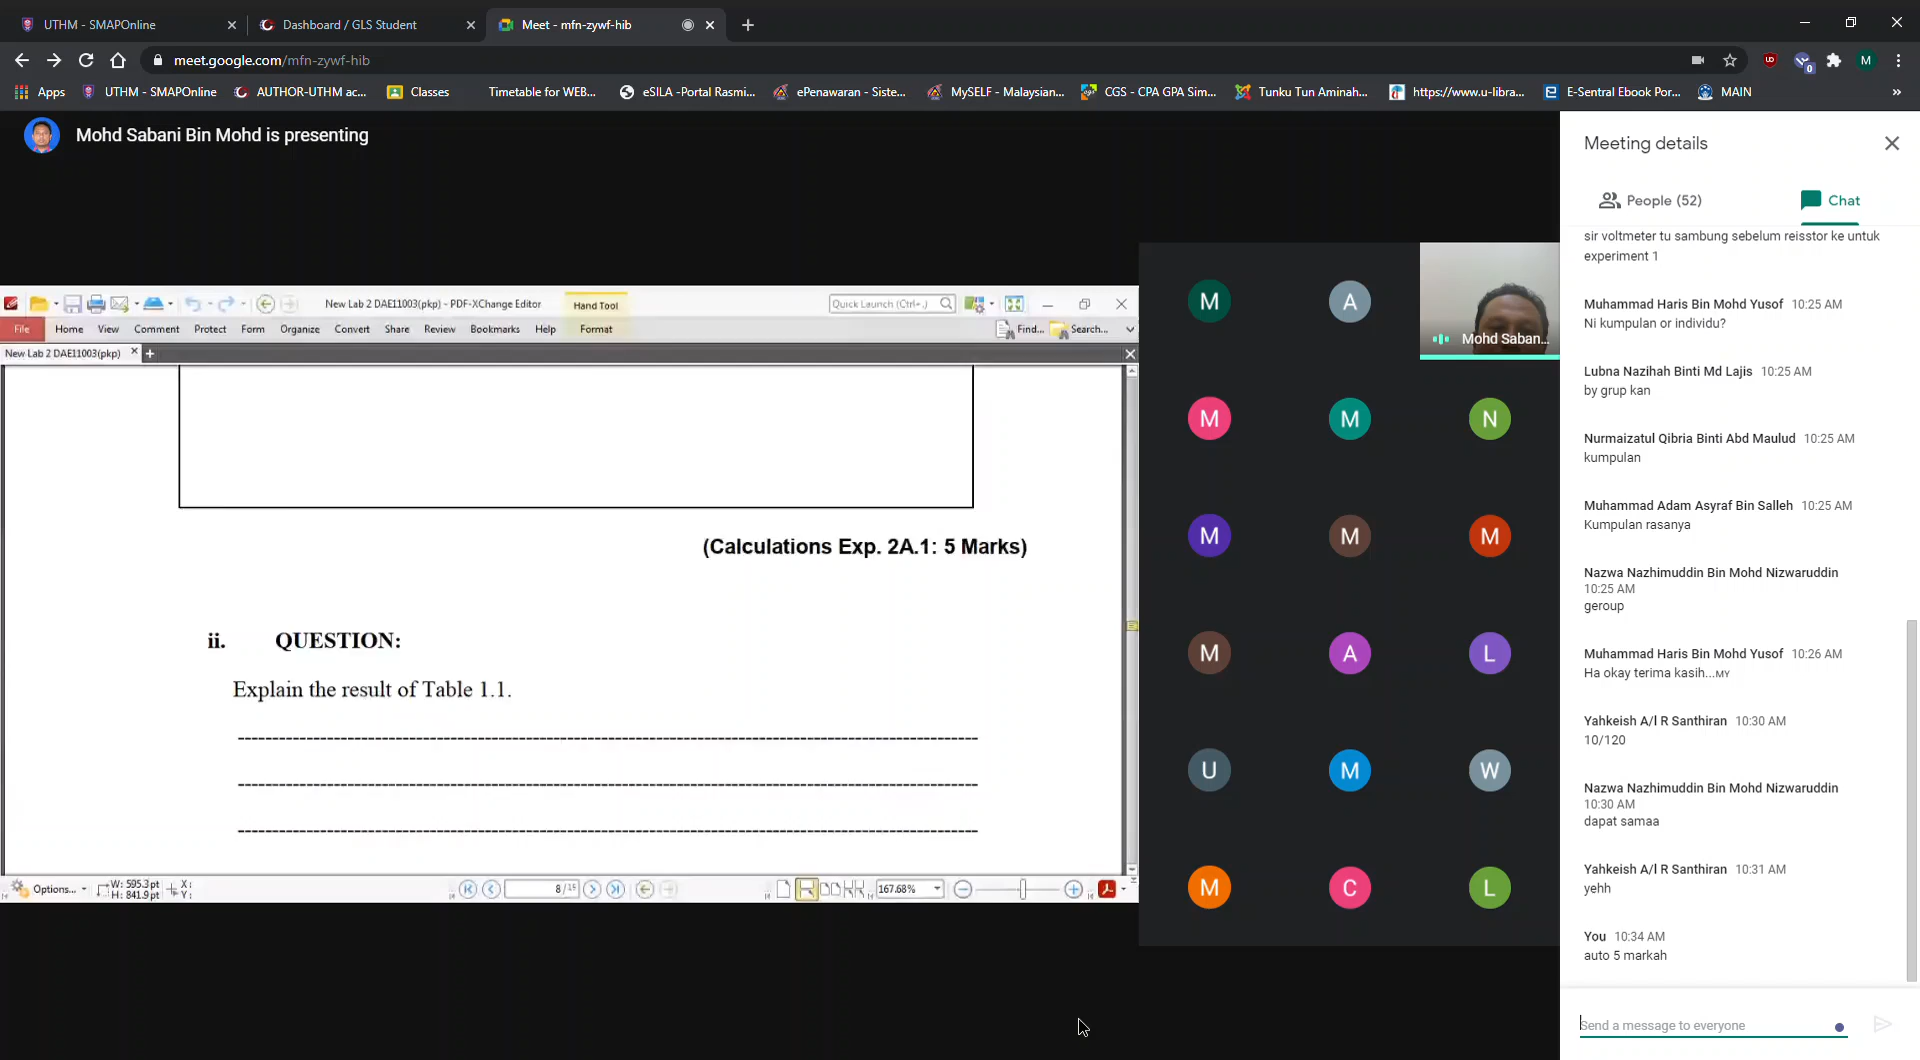 UTHM - SMAPOnline
Dashboard / GLS Student
Meet - mfn-zywf-hib
meet.google.com/mfn-zywf-hib
M
0
Apps
UTHM - SMAPOnline
AUTHOR-UTHM ac...
Classes
Timetable for WEB...
eSILA -Portal Rasmi...
ePenawaran - Siste...
MySELF - Malaysian...
CGS - CPA GPA Sim...
Tunku Tun Aminah...
https://www.u-libra...
E-Sentral Ebook Por...
MAIN
»
Mohd Sabani Bin Mohd is presenting
New Lab 2 DAE11003(pkp) - PDF-XChange Editor
Hand Tool
Quick Launch (Ctrl+.)
File
Home
View
Comment
Protect
Form
Organize
Convert
Share
Review
Bookmarks
Help
Format
Find...
Search...
New Lab 2 DAE11003(pkp)
(Calculations Exp. 2A.1: 5 Marks)
ii. QUESTION:
Explain the result of Table 1.1.
Options...
W: 595.3pt
H: 841.9pt
X:
Y:
8 /15
167.68%
M
A
Mohd Saban...
M
M
N
M
M
M
M
A
L
U
M
W
M
C
L
Meeting details
People (52)
Chat
sir voltmeter tu sambung sebelum reisstor ke untuk
experiment 1
Muhammad Haris Bin Mohd Yusof 10:25 AM
Ni kumpulan or individu?
Lubna Nazihah Binti Md Lajis 10:25 AM
by grup kan
Nurmaizatul Qibria Binti Abd Maulud 10:25 AM
kumpulan
Muhammad Adam Asyraf Bin Salleh 10:25 AM
Kumpulan rasanya
Nazwa Nazhimuddin Bin Mohd Nizwaruddin
10:25 AM
geroup
Muhammad Haris Bin Mohd Yusof 10:26 AM
Ha okay terima kasih...MY
Yahkeish A/l R Santhiran 10:30 AM
10/120
Nazwa Nazhimuddin Bin Mohd Nizwaruddin
10:30 AM
dapat samaa
Yahkeish A/l R Santhiran 10:31 AM
yehh
You 10:34 AM
auto 5 markah
Send a message to everyone